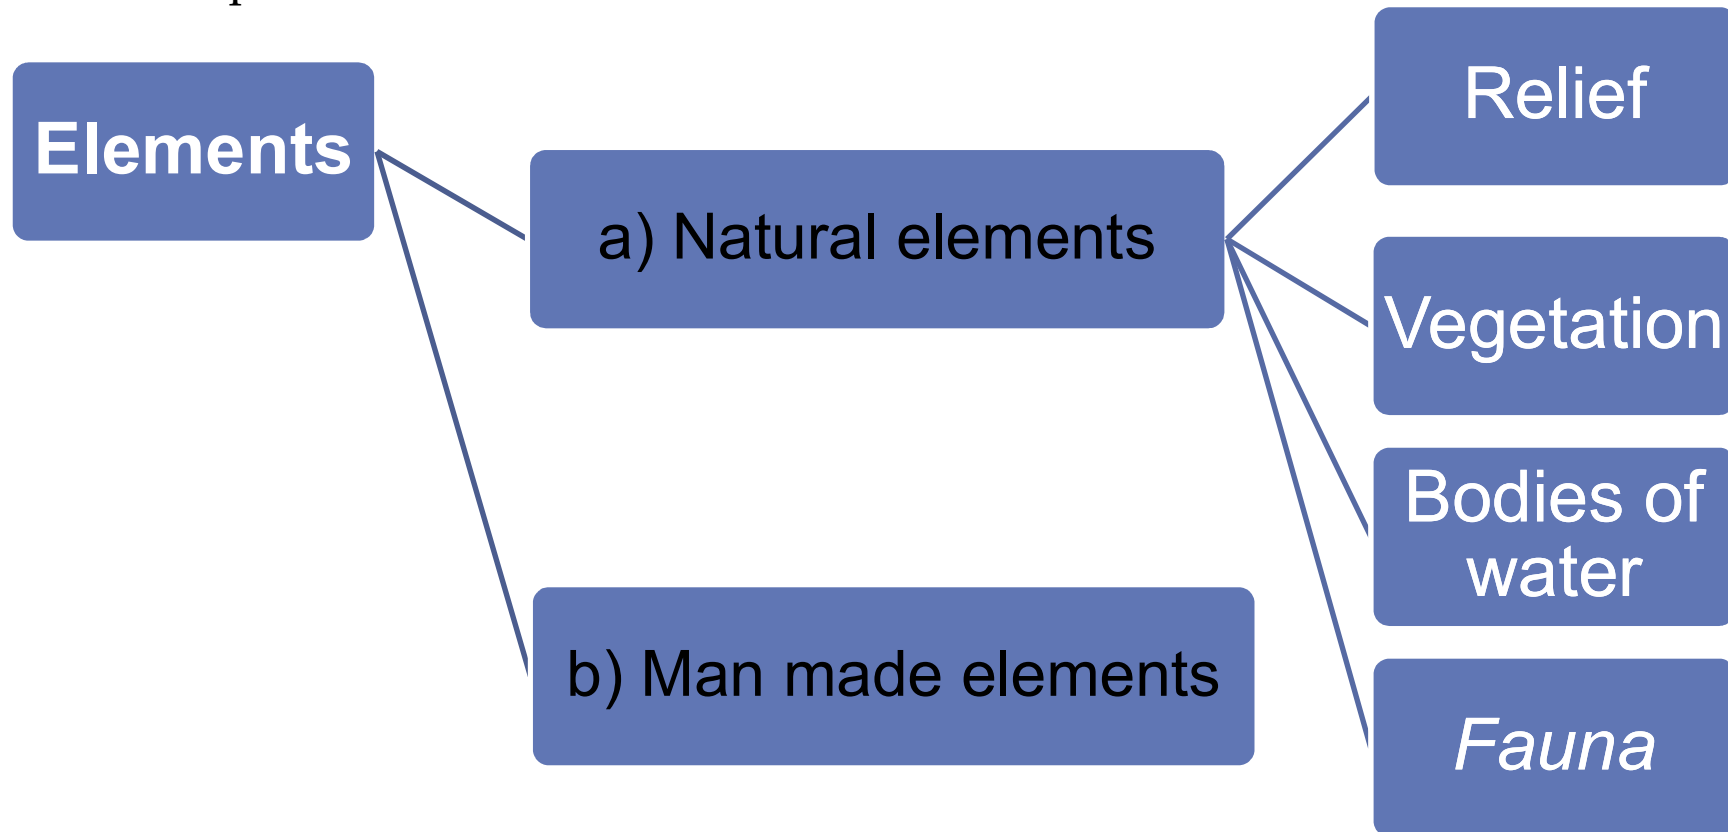 Elements
a) Natural elements
b) Man made elements
Relief
Vegetation
Bodies of
water
Fauna